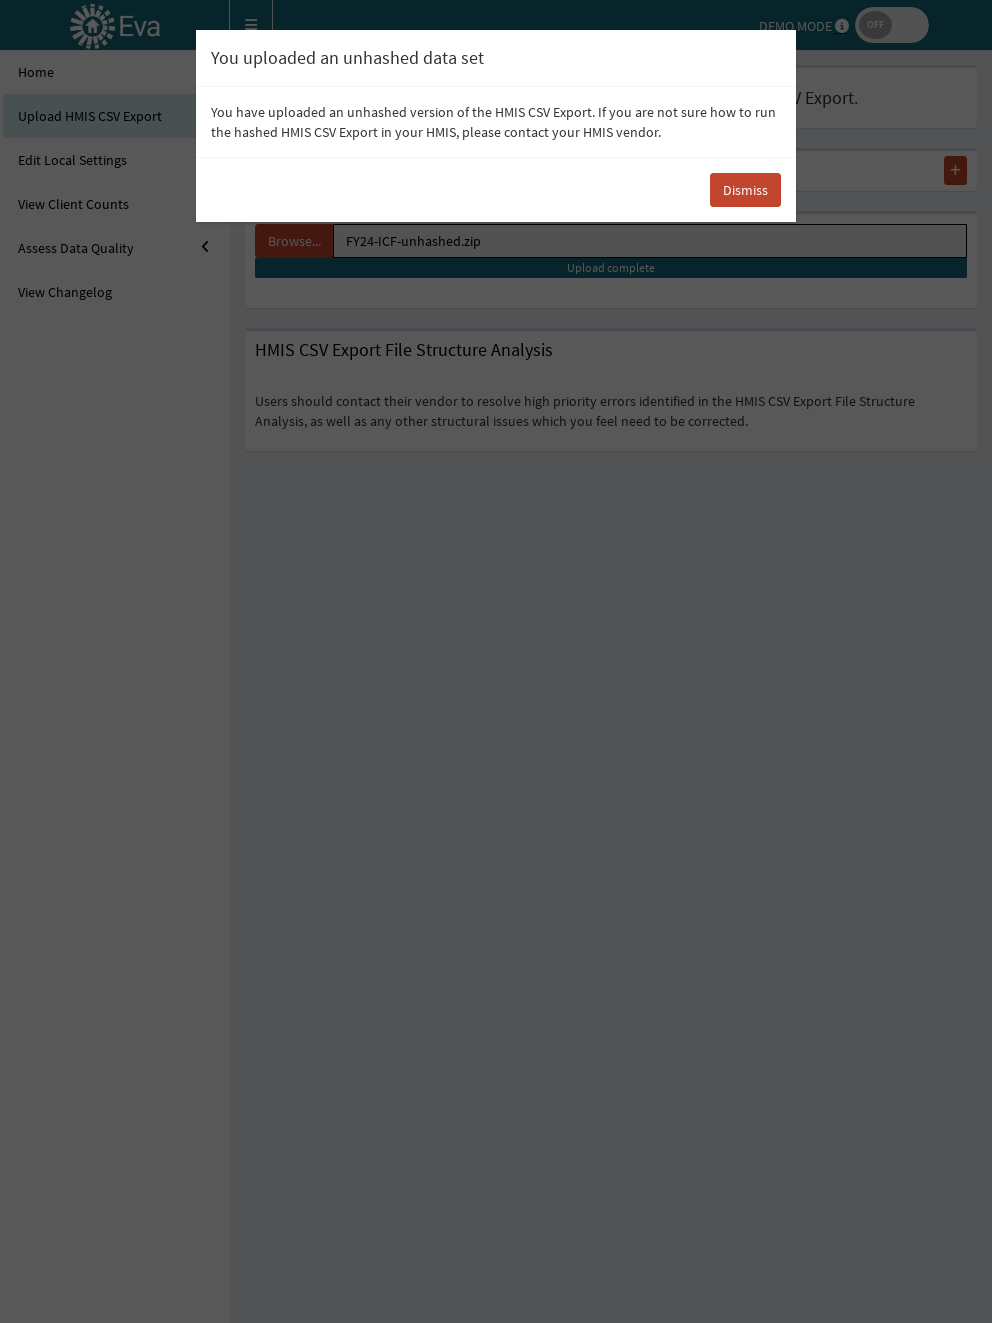 Eva
DEMO MODE
OFF
You uploaded an unhashed data set
You have uploaded an unhashed version of the HMIS CSV Export. If you are not sure how to run
the hashed HMIS CSV Export in your HMIS, please contact your HMIS vendor.
Dismiss
Home
Upload HMIS CSV Export
Edit Local Settings
View Client Counts
Assess Data Quality
View Changelog
V Export.
+
Browse...
FY24-ICF-unhashed.zip
Upload complete
HMIS CSV Export File Structure Analysis
Users should contact their vendor to resolve high priority errors identified in the HMIS CSV Export File Structure
Analysis, as well as any other structural issues which you feel need to be corrected.